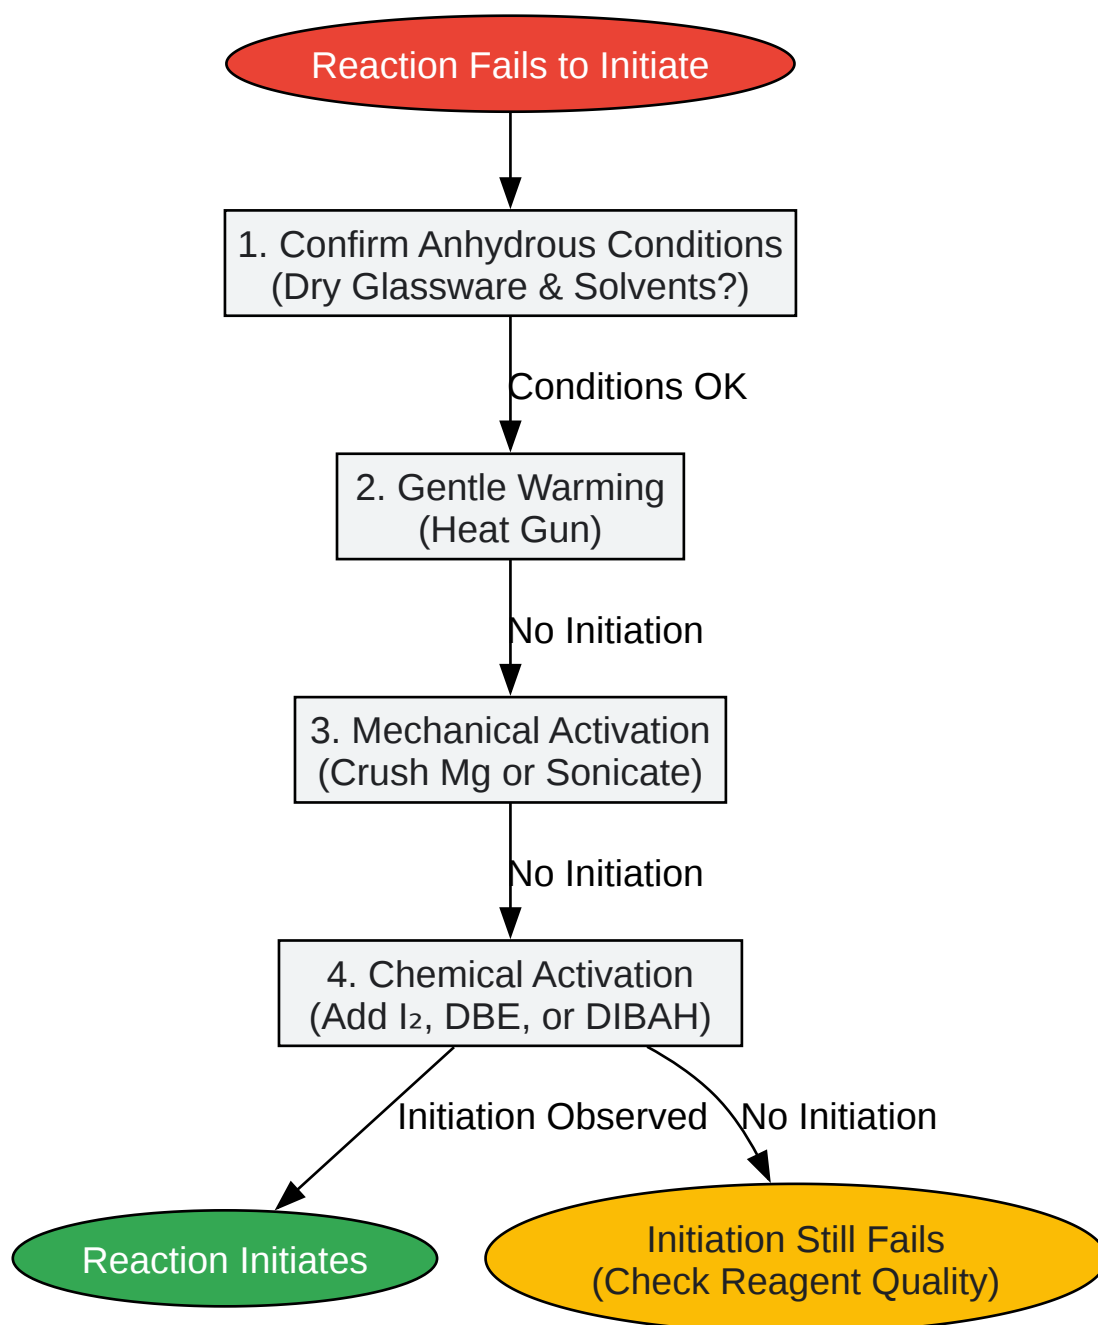 Reaction Fails to Initiate
1. Confirm Anhydrous Conditions
(Dry Glassware & Solvents?)
Conditions OK
2. Gentle Warming
(Heat Gun)
No Initiation
3. Mechanical Activation
(Crush Mg or Sonicate)
No Initiation
4. Chemical Activation
(Add I₂, DBE, or DIBAH)
Initiation Observed
No Initiation
Reaction Initiates
Initiation Still Fails
(Check Reagent Quality)